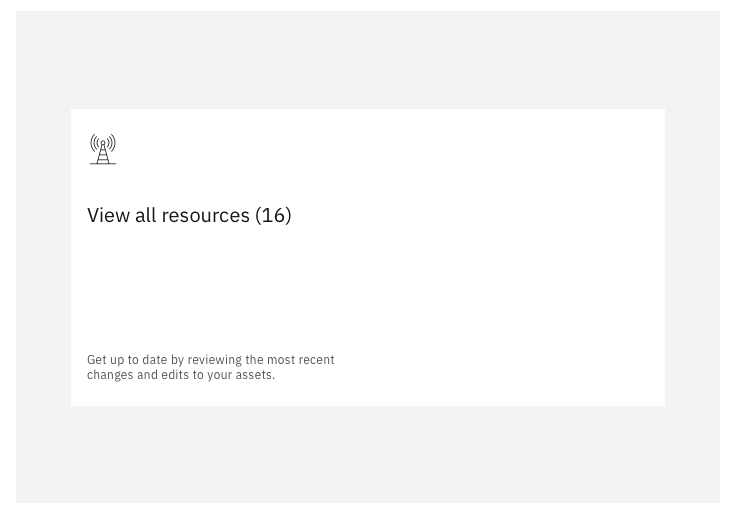 View all resources (16)
Get up to date by reviewing the most recent
changes and edits to your assets.